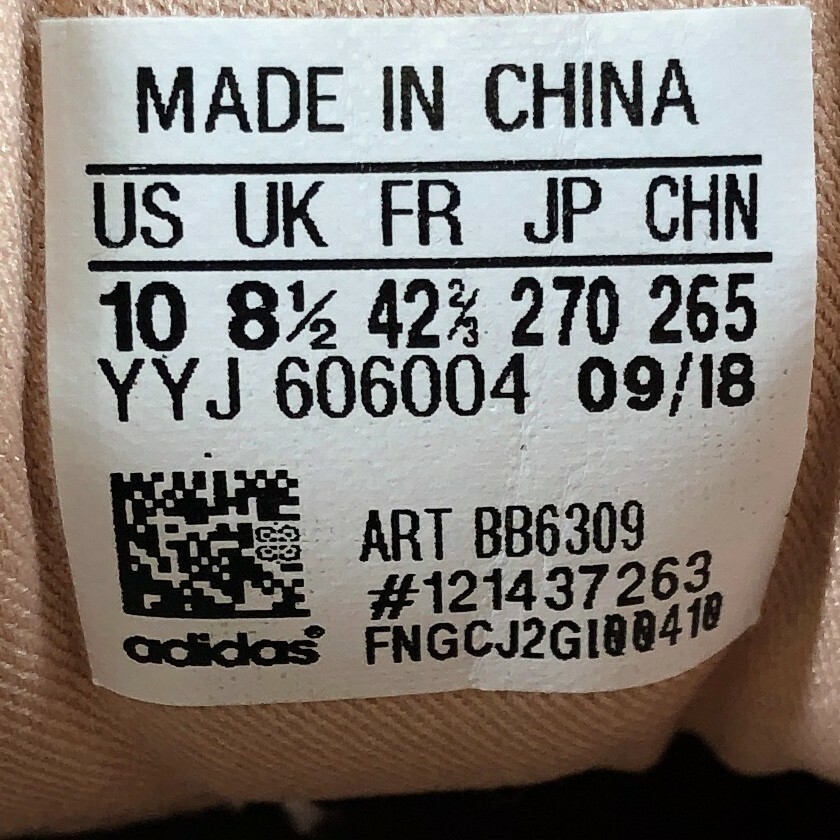 MADE IN CHINA
US UK FR JP CHN
10 8½ 42⅔ 270 265
YYJ 606004 09/18
ART BB6309
#121437263
adidas® FNGCJ2GI00410